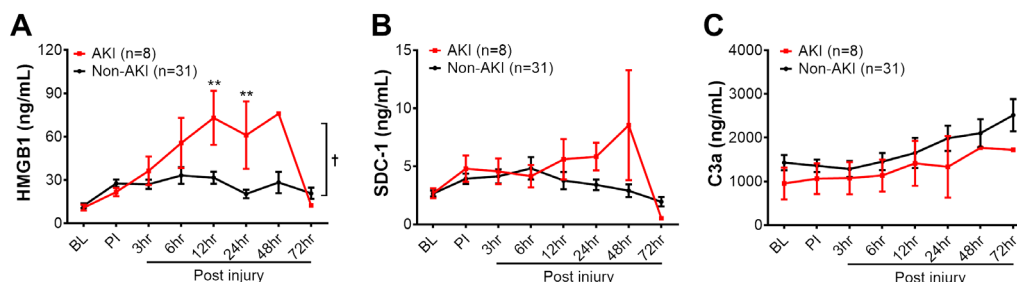 A
HMGB1 (ng/mL)
120
90
60
30
0
AKI (n=8)
Non-AKI (n=31)
**
**
†
BL
PI
3hr
6hr
12hr
24hr
48hr
72hr
Post injury
B
SDC-1 (ng/mL)
15
10
5
0
AKI (n=8)
Non-AKI (n=31)
BL
PI
3hr
6hr
12hr
24hr
48hr
72hr
Post injury
C
C3a (ng/mL)
4000
3000
2000
1000
0
AKI (n=8)
Non-AKI (n=31)
BL
PI
3hr
6hr
12hr
24hr
48hr
72hr
Post injury